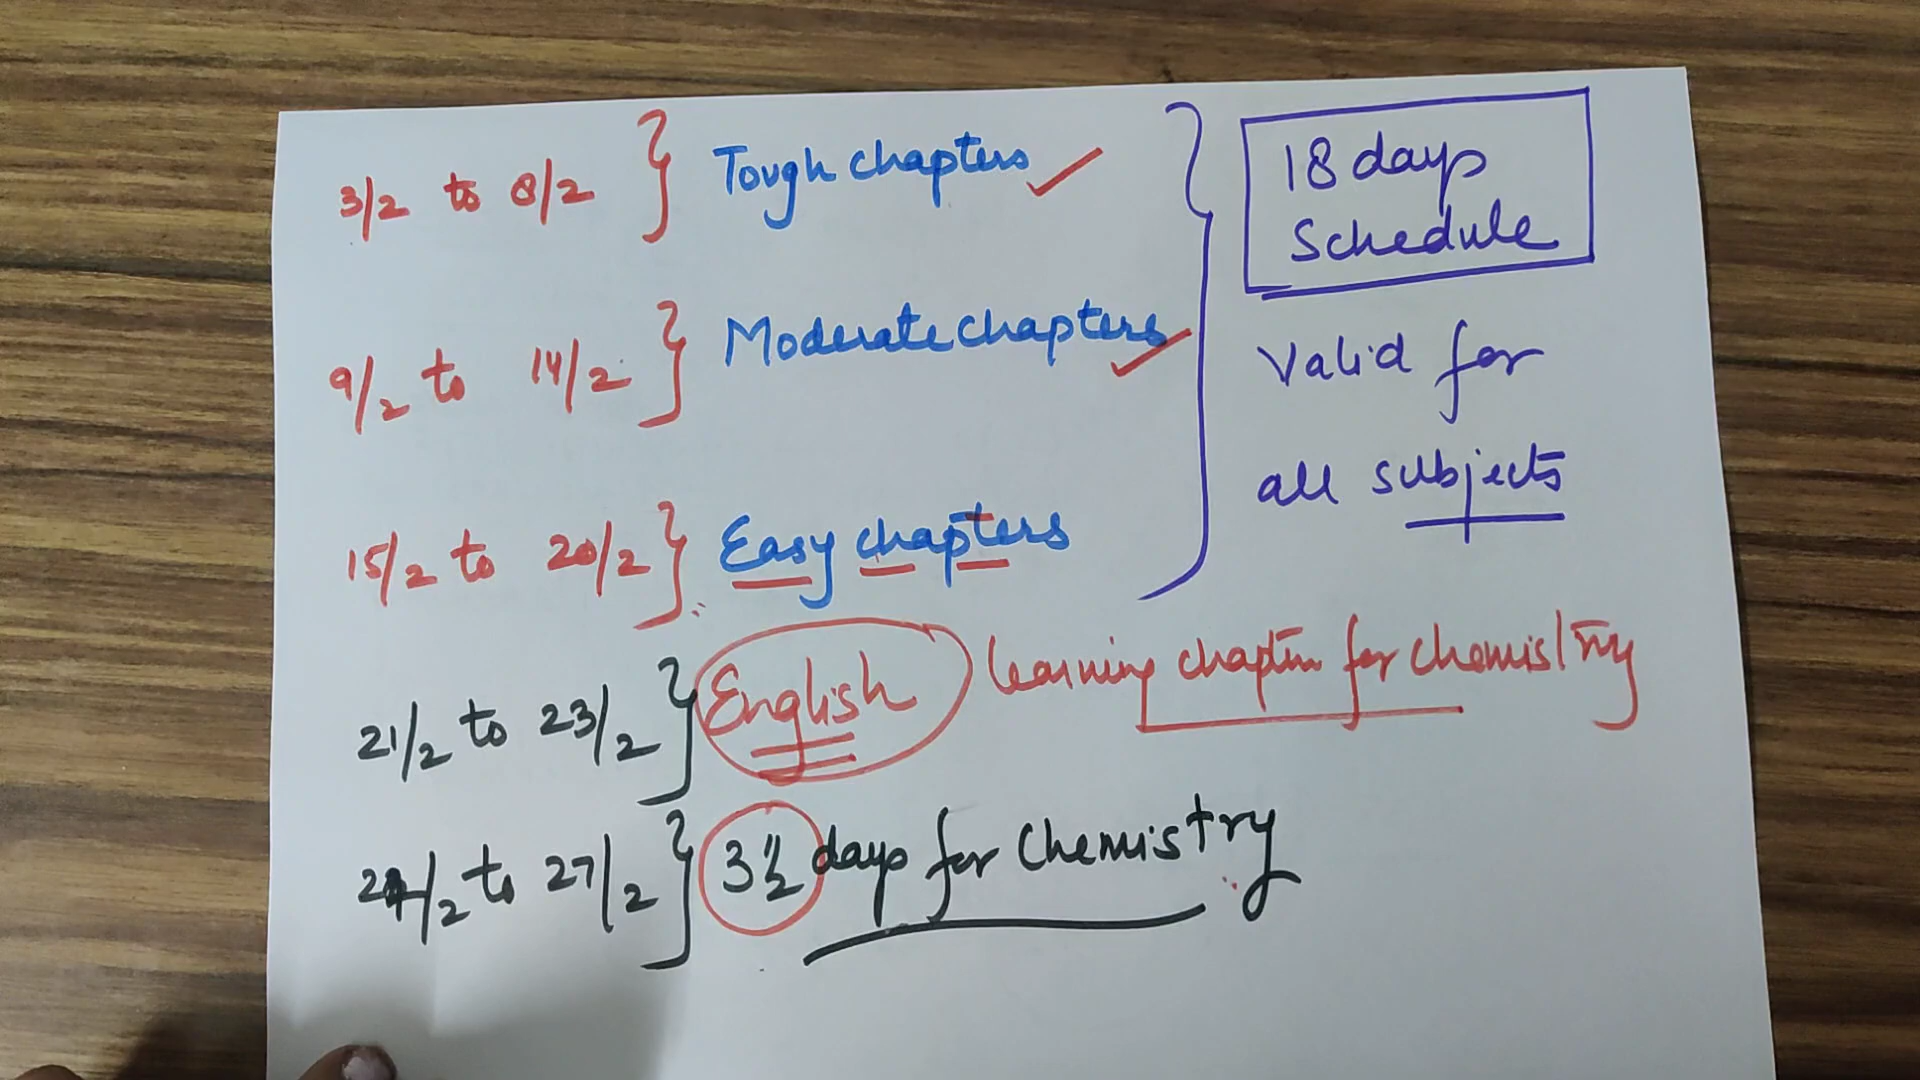 3/2 to 8/2 } Tough chapters ✓
9/2 to 14/2 } Moderate chapters ✓
15/2 to 20/2 } Easy chapters
18 days
Schedule
Valid for
all subjects
21/2 to 23/2 } English learning chapter for chemistry
24/2 to 27/2 } 3½ days for Chemistry